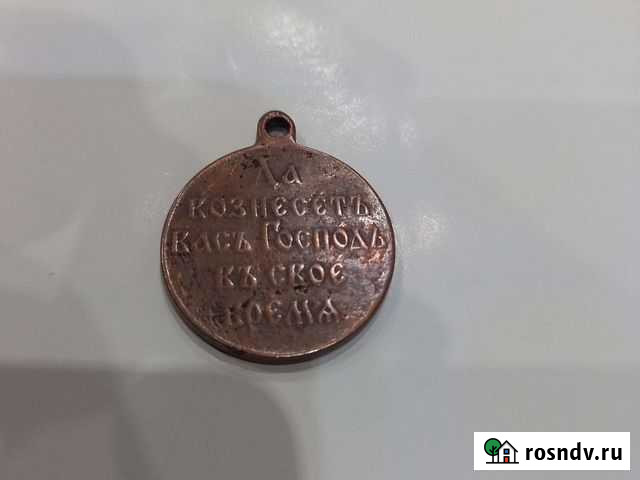 Да
вознесетъ
васъ Господь
въ свое
время
rosndv.ru